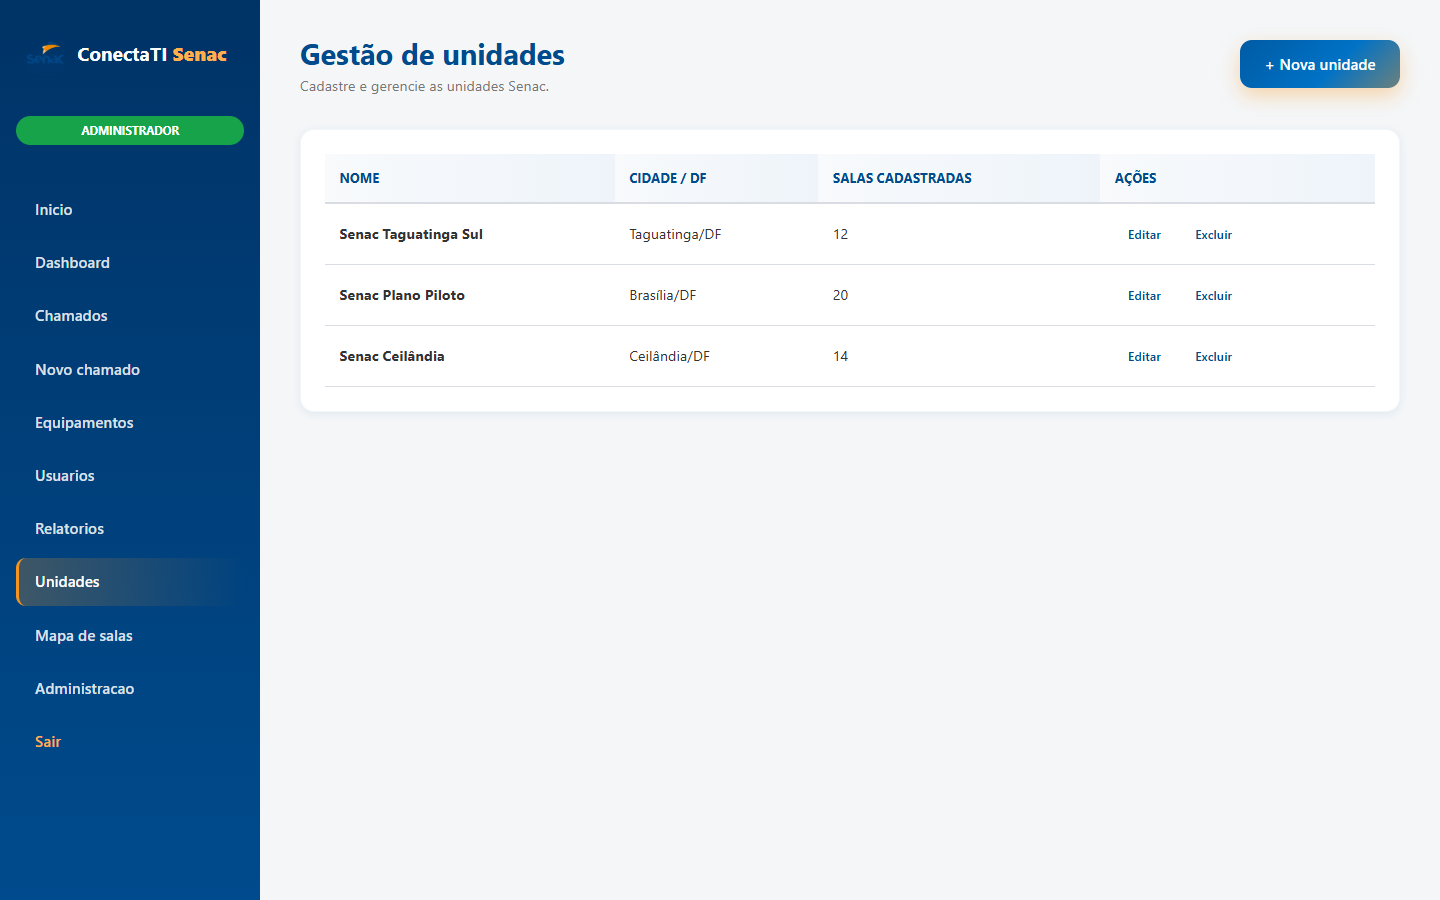 Senac
ConectaTI Senac
ADMINISTRADOR
Inicio
Dashboard
Chamados
Novo chamado
Equipamentos
Usuarios
Relatorios
Unidades
Mapa de salas
Administracao
Sair
Gestão de unidades
Cadastre e gerencie as unidades Senac.
+ Nova unidade
NOME CIDADE / DF SALAS CADASTRADAS AÇÕES
Senac Taguatinga Sul Taguatinga/DF 12 Editar Excluir
Senac Plano Piloto Brasília/DF 20 Editar Excluir
Senac Ceilândia Ceilândia/DF 14 Editar Excluir